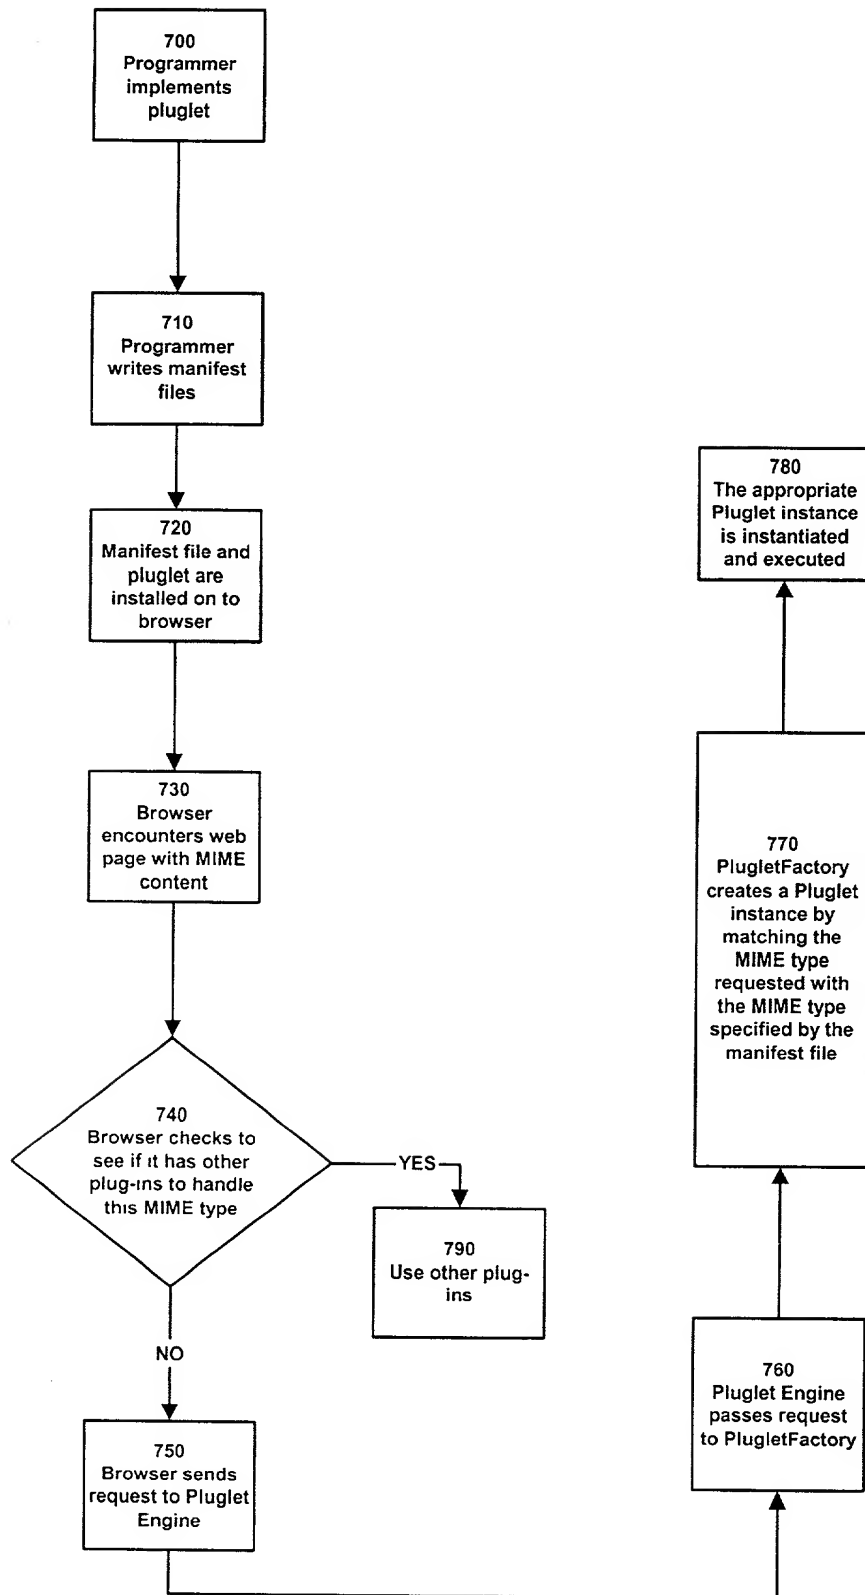 700
Programmer
implements
pluglet
710
Programmer
writes manifest
files
720
Manifest file and
pluglet are
installed on to
browser
730
Browser
encounters web
page with MIME
content
740
Browser checks to
see if it has other
plug-ins to handle
this MIME type
YES
790
Use other plug-
ins
NO
750
Browser sends
request to Pluglet
Engine
760
Pluglet Engine
passes request
to PlugletFactory
770
PlugletFactory
creates a Pluglet
instance by
matching the
MIME type
requested with
the MIME type
specified by the
manifest file
780
The appropriate
Pluglet instance
is instantiated
and executed